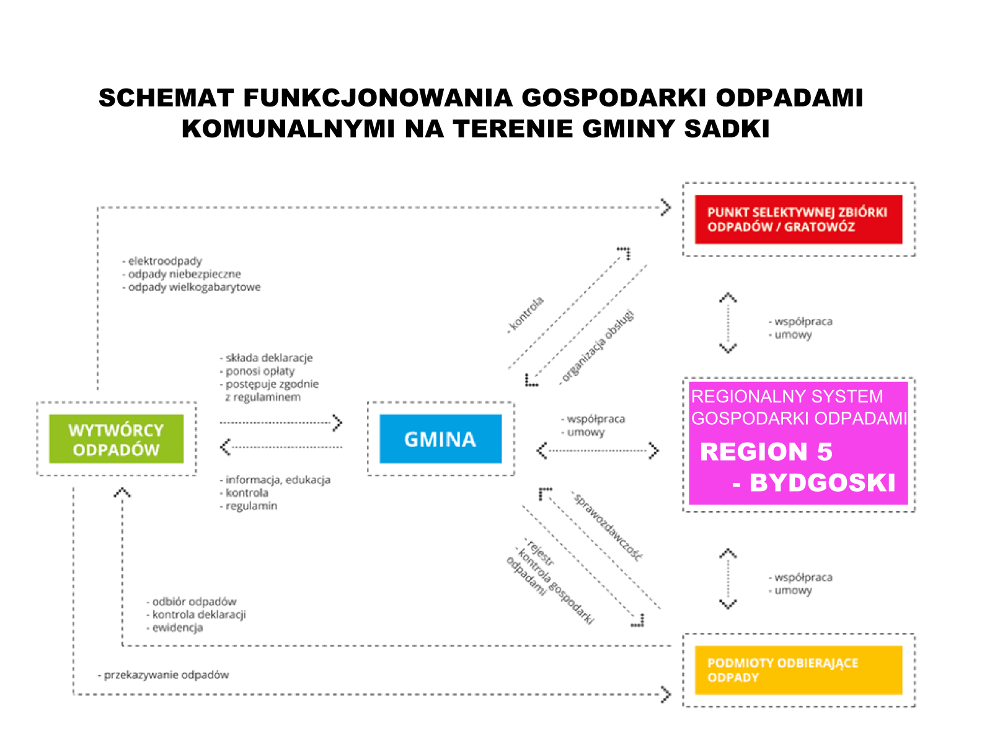 SCHEMAT FUNKCJONOWANIA GOSPODARKI ODPADAMI
KOMUNALNYMI NA TERENIE GMINY SADKI
PUNKT SELEKTYWNEJ ZBIÓRKI
ODPADÓW / GRATOWÓZ
- elektroodpady
- odpady niebezpieczne
- odpady wielkogabarytowe
- kontrola
- organizacja obsługi
- współpraca
- umowy
- składa deklaracje
- ponosi opłaty
- postępuje zgodnie
z regulaminem
WYTWÓRCY
ODPADÓW
GMINA
- współpraca
- umowy
REGIONALNY SYSTEM
GOSPODARKI ODPADAMI
REGION 5
- BYDGOSKI
- informacja, edukacja
- kontrola
- regulamin
- sprawozdawczość
- rejestr
- kontrola gospodarki
odpadami
- współpraca
- umowy
- odbiór odpadów
- kontrola deklaracji
- ewidencja
- przekazywanie odpadów
PODMIOTY ODBIERAJĄCE
ODPADY